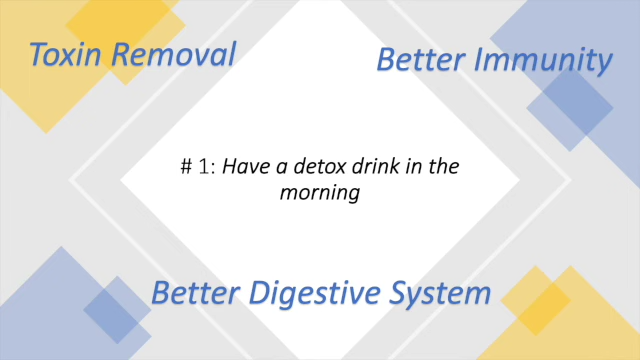 Toxin Removal
Better Immunity
# 1: Have a detox drink in the
morning
Better Digestive System